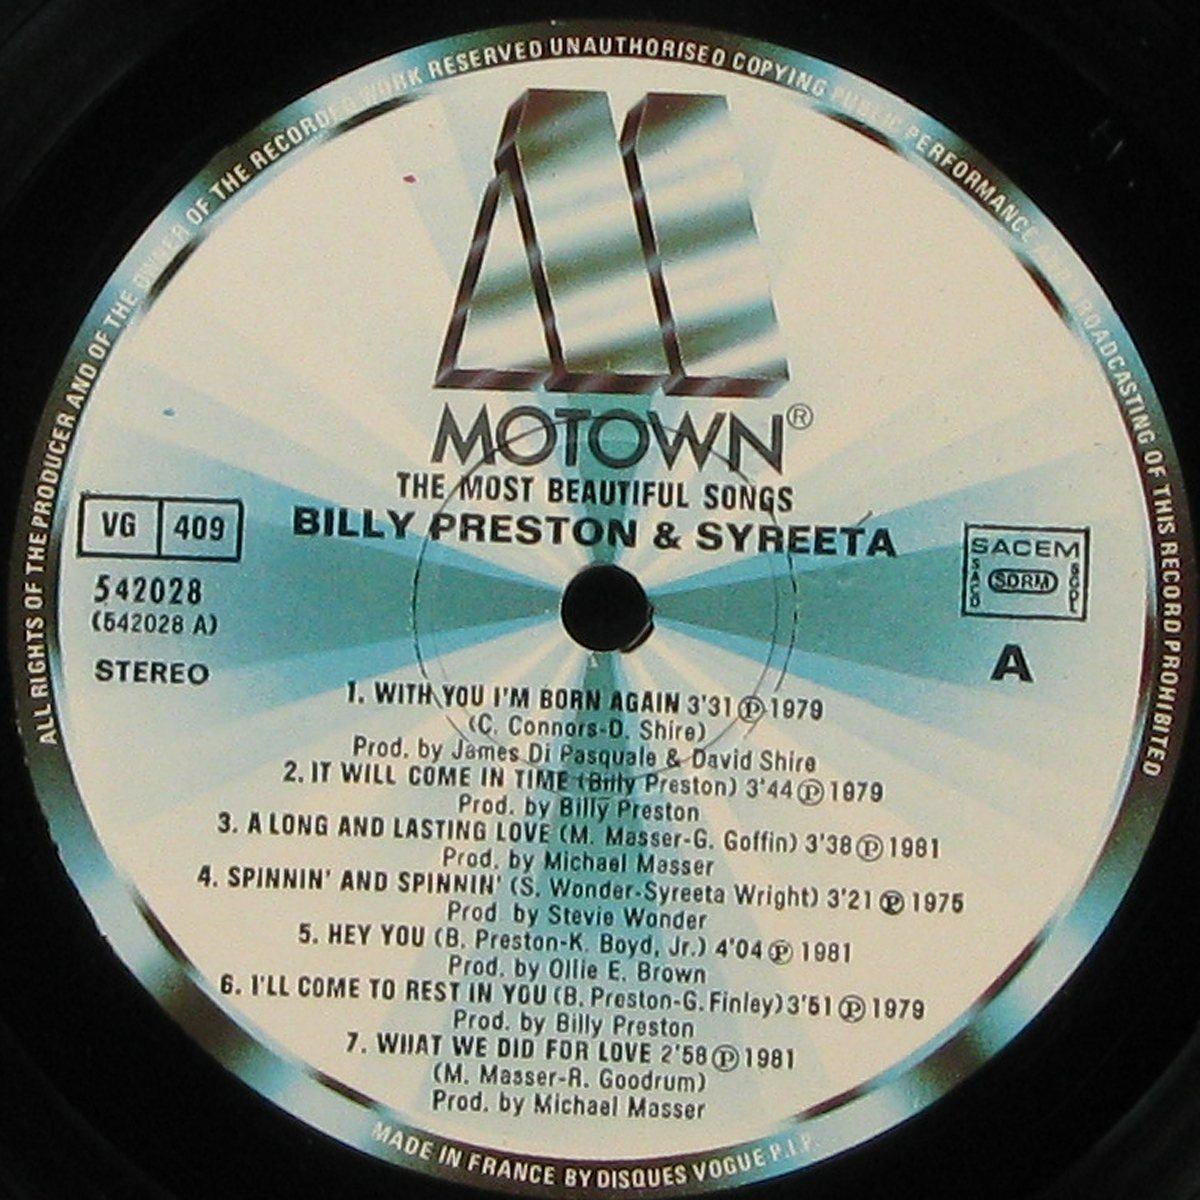 ALL RIGHTS OF THE PRODUCER AND OF THE OWNER OF THE RECORDED WORK RESERVED UNAUTHORISED COPYING PUBLIC PERFORMANCE AND BROADCASTING OF THIS RECORD PROHIBITED
MOTOWN®
THE MOST BEAUTIFUL SONGS
BILLY PRESTON & SYREETA
VG 409
542028
(542028 A)
STEREO
SACEM
SACD SDRM SGDL
A
1. WITH YOU I'M BORN AGAIN 3'31 Ⓟ 1979
(C. Connors-D. Shire)
Prod. by James Di Pasquale & David Shire
2. IT WILL COME IN TIME (Billy Preston) 3'44 Ⓟ 1979
Prod. by Billy Preston
3. A LONG AND LASTING LOVE (M. Masser-G. Goffin) 3'38 Ⓟ 1981
Prod. by Michael Masser
4. SPINNIN' AND SPINNIN' (S. Wonder-Syreeta Wright) 3'21 Ⓟ 1975
Prod by Stevie Wonder
5. HEY YOU (B. Preston-K. Boyd, Jr.) 4'04 Ⓟ 1981
Prod. by Ollie E. Brown
6. I'LL COME TO REST IN YOU (B. Preston-G. Finley) 3'51 Ⓟ 1979
Prod. by Billy Preston
7. WHAT WE DID FOR LOVE 2'58 Ⓟ 1981
(M. Masser-R. Goodrum)
Prod. by Michael Masser
MADE IN FRANCE BY DISQUES VOGUE P.I.P.